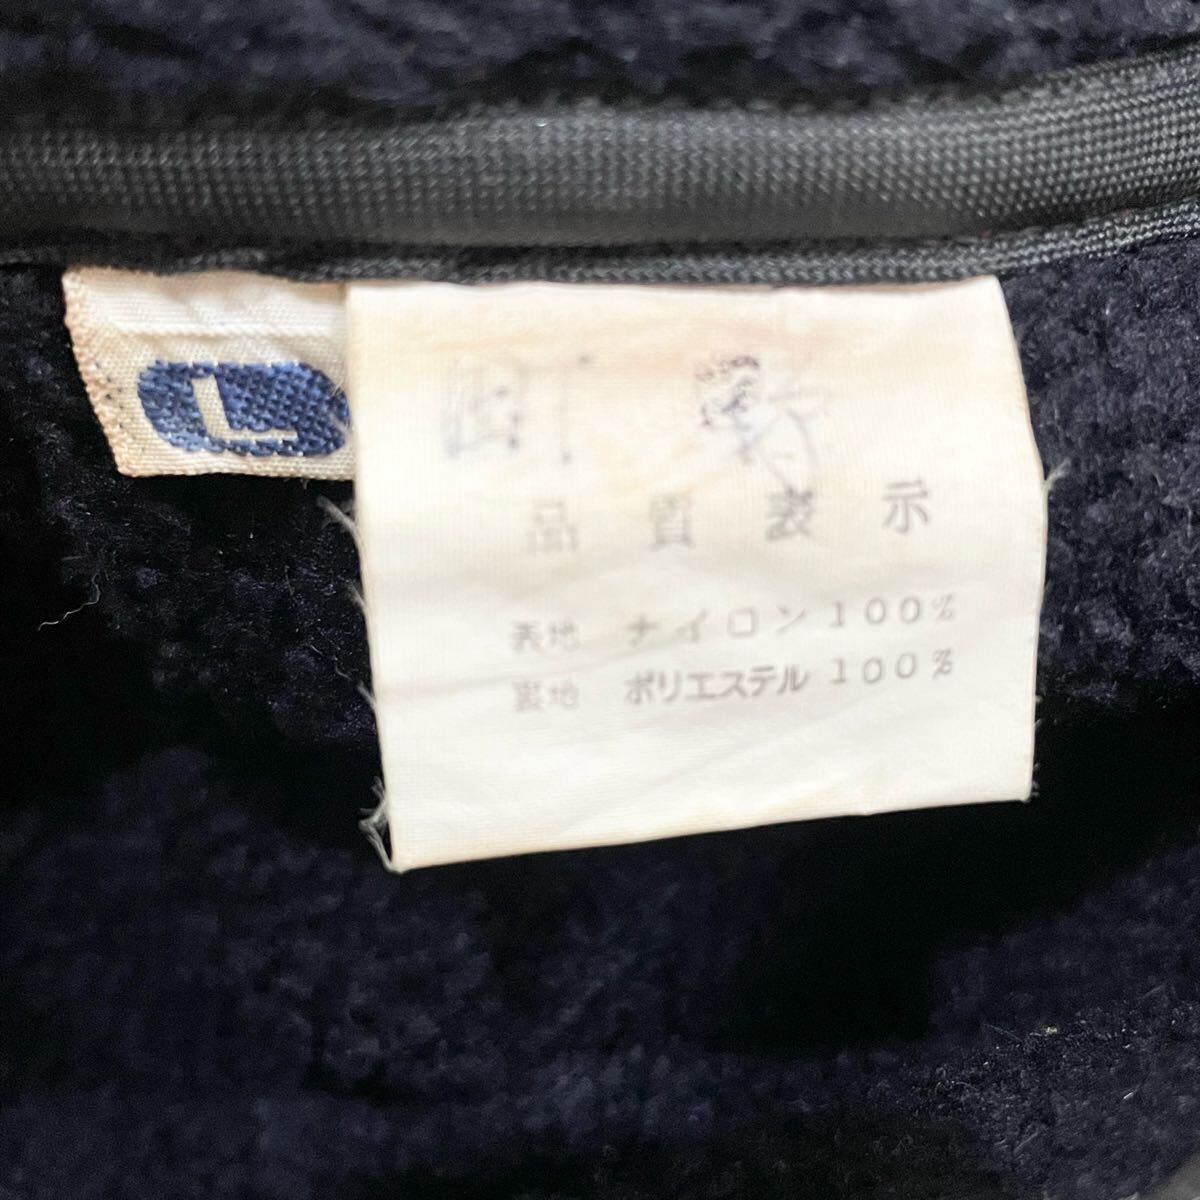 L
品質表示
表地 ナイロン100%
裏地 ポリエステル100%